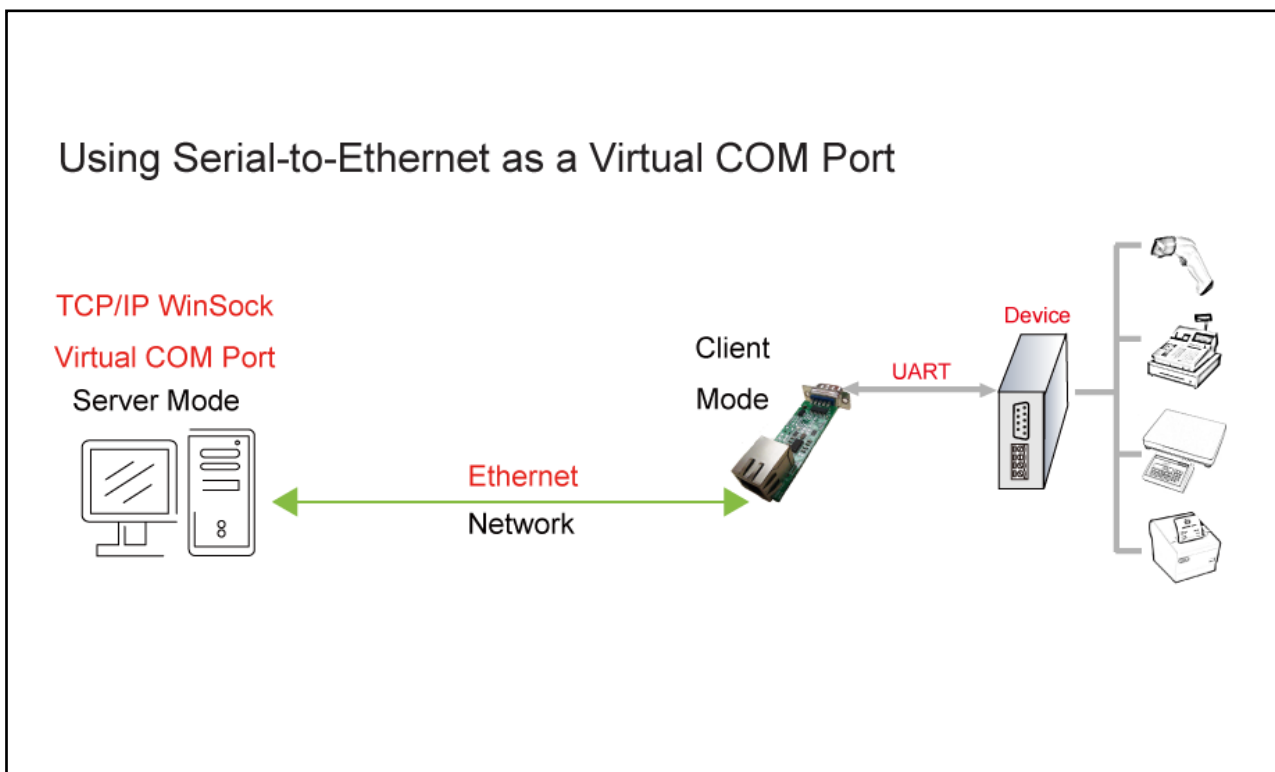 Using Serial-to-Ethernet as a Virtual COM Port
TCP/IP WinSock
Virtual COM Port
Server Mode
Ethernet
Network
Client
Mode
UART
Device